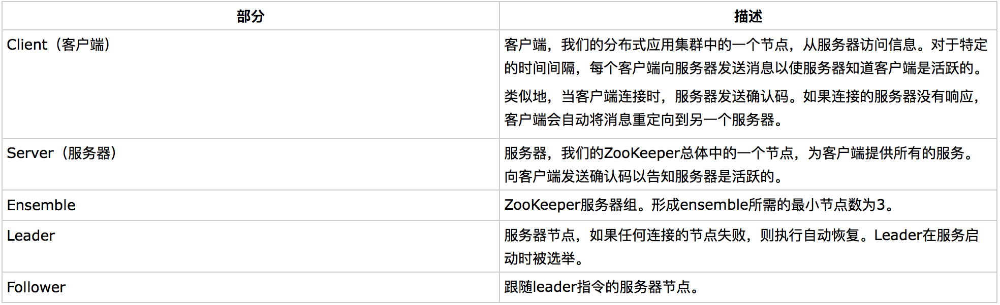 部分
描述
Client（客户端）
客户端，我们的分布式应用集群中的一个节点，从服务器访问信息。对于特定
的时间间隔，每个客户端向服务器发送消息以使服务器知道客户端是活跃的。
类似地，当客户端连接时，服务器发送确认码。如果连接的服务器没有响应，
客户端会自动将消息重定向到另一个服务器。
Server（服务器）
服务器，我们的ZooKeeper总体中的一个节点，为客户端提供所有的服务。
向客户端发送确认码以告知服务器是活跃的。
Ensemble
ZooKeeper服务器组。形成ensemble所需的最小节点数为3。
Leader
服务器节点，如果任何连接的节点失败，则执行自动恢复。Leader在服务启
动时被选举。
Follower
跟随leader指令的服务器节点。